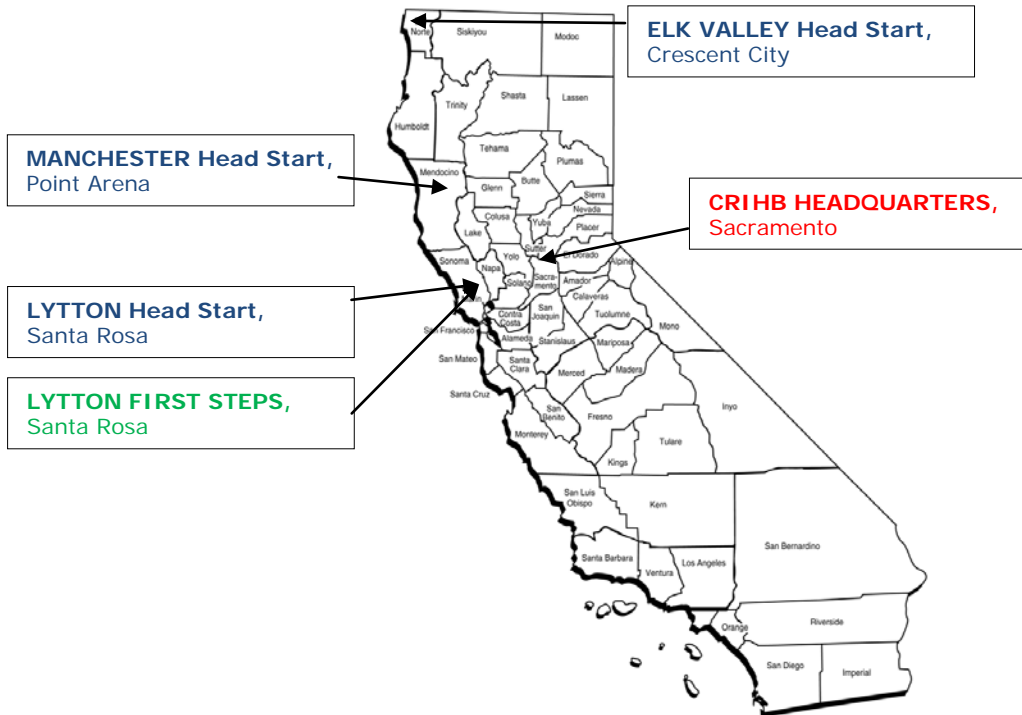 ELK VALLEY Head Start,
Crescent City
MANCHESTER Head Start,
Point Arena
CRIHB HEADQUARTERS,
Sacramento
LYTTON Head Start,
Santa Rosa
LYTTON FIRST STEPS,
Santa Rosa
Norte
Siskiyou
Modoc
Humboldt
Trinity
Shasta
Lassen
Tehama
Plumas
Mendocino
Glenn
Butte
Sierra
Nevada
Placer
Colusa
Yuba
Sutter
Lake
El Dorado
Yolo
Alpine
Sonoma
Napa
Solano
Sacra-
mento
Amador
Calaveras
Contra
Costa
San
Joaquin
Tuolumne
Mono
San Francisco
Alameda
Stanislaus
Mariposa
San Mateo
Santa
Clara
Merced
Madera
Santa Cruz
San
Benito
Fresno
Inyo
Monterey
Tulare
Kings
San Luis
Obispo
Kern
San Bernardino
Santa Barbara
Ventura
Los Angeles
Orange
Riverside
San Diego
Imperial